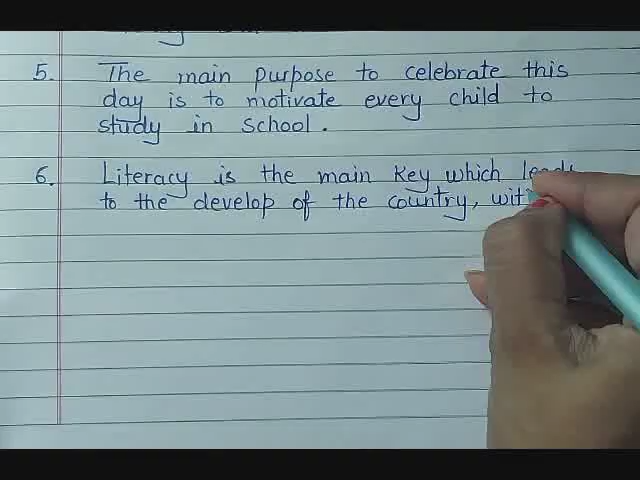 5. The main purpose to celebrate this
day is to motivate every child to
study in school.
6. Literacy is the main key which leads
to the develop of the country,